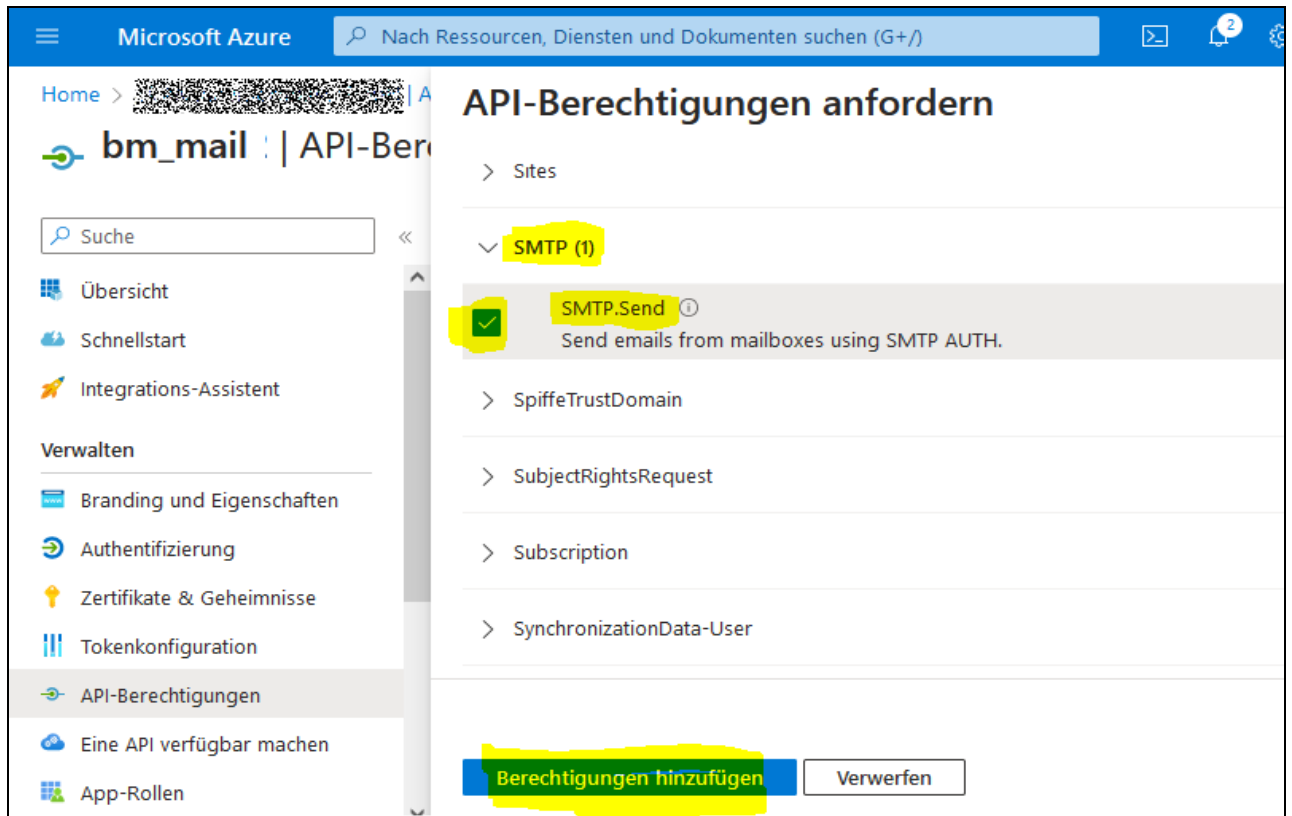 Microsoft Azure
Nach Ressourcen, Diensten und Dokumenten suchen (G+/)
2
Home > | A
bm_mail | API-Bere
Suche
«
Übersicht
Schnellstart
Integrations-Assistent
Verwalten
Branding und Eigenschaften
Authentifizierung
Zertifikate & Geheimnisse
Tokenkonfiguration
API-Berechtigungen
Eine API verfügbar machen
App-Rollen
API-Berechtigungen anfordern
Sites
SMTP (1)
SMTP.Send
Send emails from mailboxes using SMTP AUTH.
SpiffeTrustDomain
SubjectRightsRequest
Subscription
SynchronizationData-User
Berechtigungen hinzufügen
Verwerfen